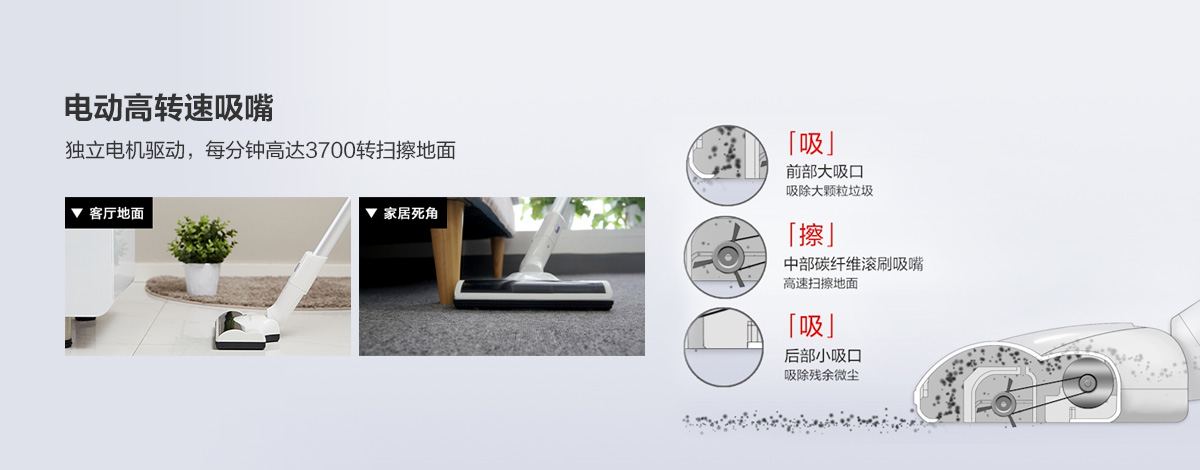 电动高转速吸嘴
独立电机驱动，每分钟高达3700转扫擦地面
▼ 客厅地面
▼ 家居死角
「吸」
前部大吸口
吸除大颗粒垃圾
「擦」
中部碳纤维滚刷吸嘴
高速扫擦地面
「吸」
后部小吸口
吸除残余微尘